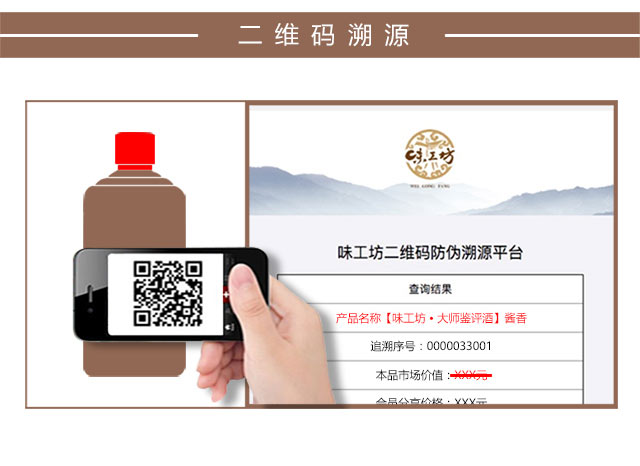 二维码溯源
味工坊
WEI GONG FANG
味工坊二维码防伪溯源平台
查询结果
产品名称【味工坊•大师鉴评酒】酱香
追溯序号：0000033001
本品市场价值：XXX元
会员分享价格：XXX元